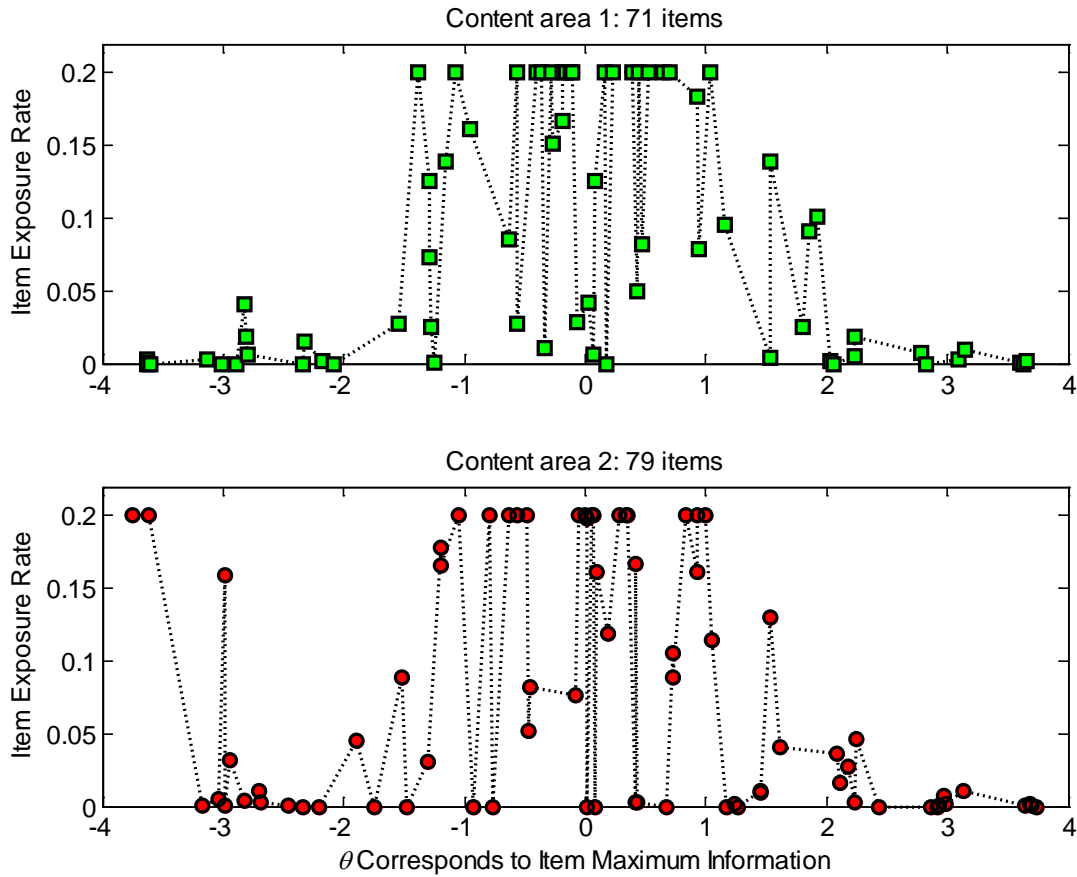 Content area 1: 71 items
Item Exposure Rate
0.2
0.15
0.1
0.05
0
-4 -3 -2 -1 0 1 2 3 4
Content area 2: 79 items
Item Exposure Rate
0.2
0.15
0.1
0.05
0
-4 -3 -2 -1 0 1 2 3 4
θ Corresponds to Item Maximum Information